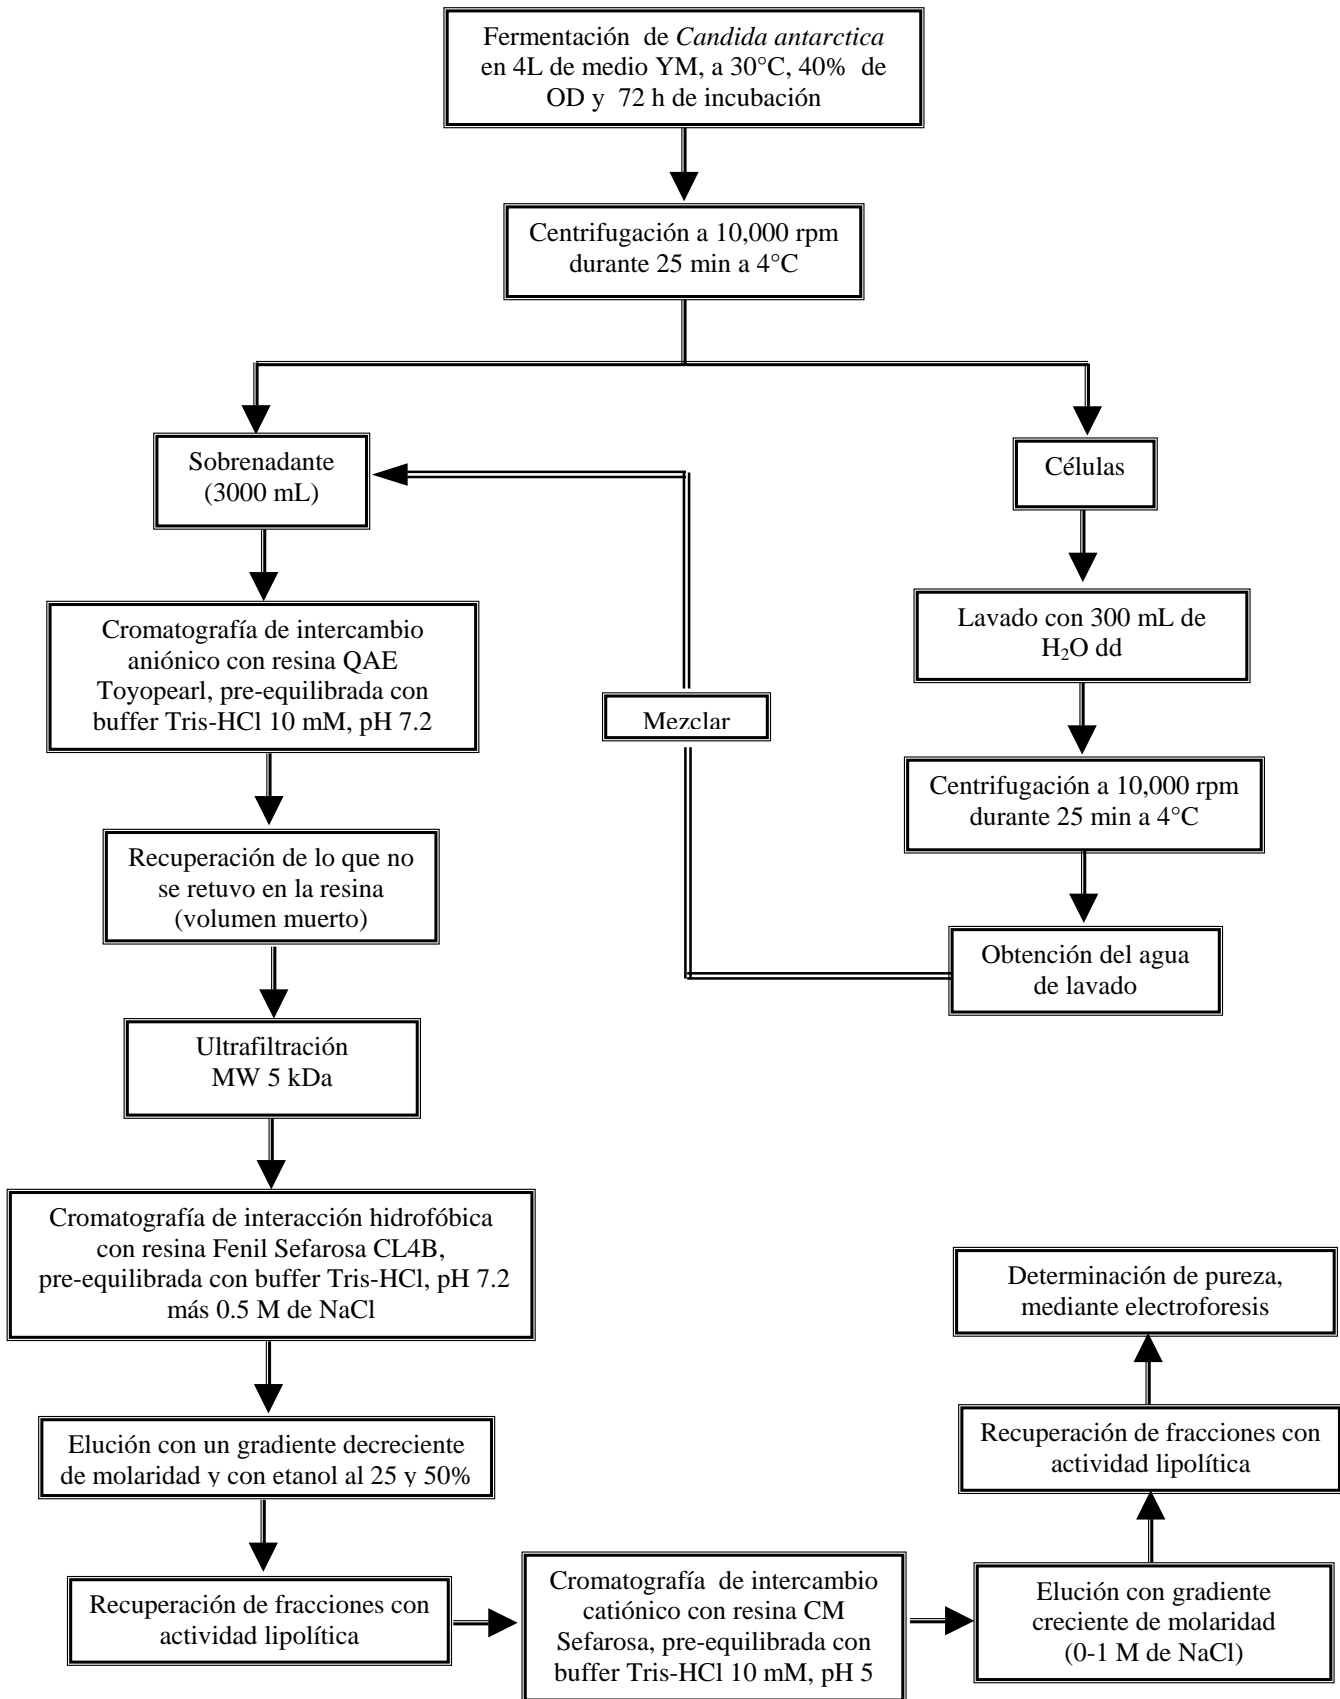 Fermentación de Candida antarctica
en 4L de medio YM, a 30°C, 40% de
OD y 72 h de incubación
Centrifugación a 10,000 rpm
durante 25 min a 4°C
Sobrenadante
(3000 mL)
Células
Cromatografía de intercambio
aniónico con resina QAE
Toyopearl, pre-equilibrada con
buffer Tris-HCl 10 mM, pH 7.2
Lavado con 300 mL de
H₂O dd
Mezclar
Centrifugación a 10,000 rpm
durante 25 min a 4°C
Recuperación de lo que no
se retuvo en la resina
(volumen muerto)
Obtención del agua
de lavado
Ultrafiltración
MW 5 kDa
Cromatografía de interacción hidrofóbica
con resina Fenil Sefarosa CL4B,
pre-equilibrada con buffer Tris-HCl, pH 7.2
más 0.5 M de NaCl
Elución con un gradiente decreciente
de molaridad y con etanol al 25 y 50%
Recuperación de fracciones con
actividad lipolítica
Cromatografía de intercambio
catiónico con resina CM
Sefarosa, pre-equilibrada con
buffer Tris-HCl 10 mM, pH 5
Elución con gradiente
creciente de molaridad
(0-1 M de NaCl)
Recuperación de fracciones con
actividad lipolítica
Determinación de pureza,
mediante electroforesis